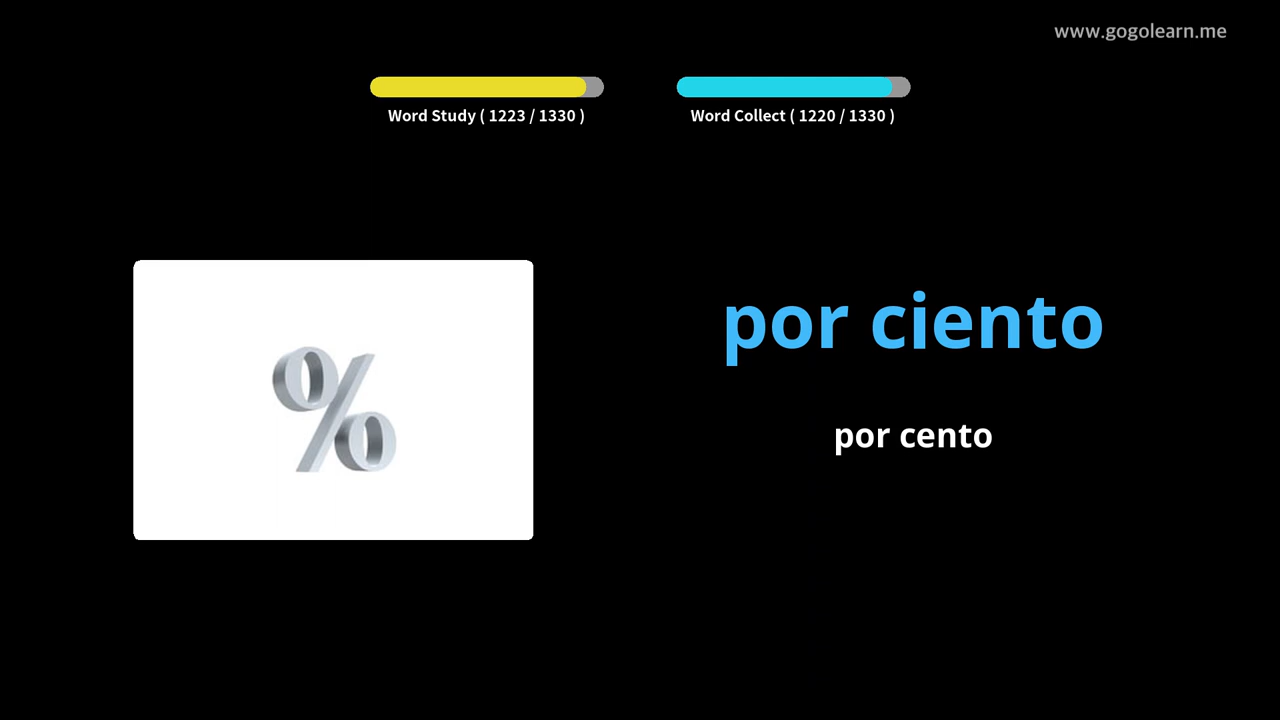 www.gogolearn.me
Word Study ( 1223 / 1330 )
Word Collect ( 1220 / 1330 )
%
por ciento
por cento